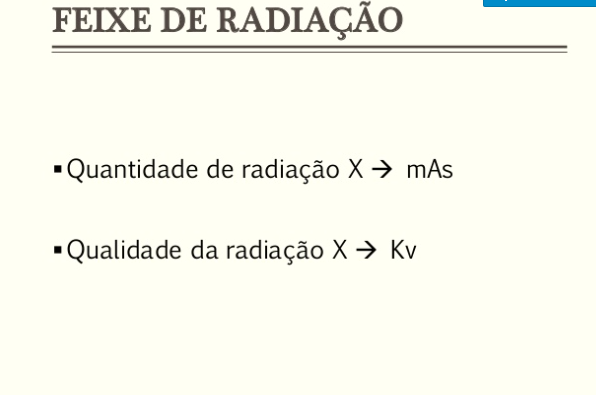 FEIXE DE RADIAÇÃO
▪Quantidade de radiação X → mAs
▪Qualidade da radiação X → Kv